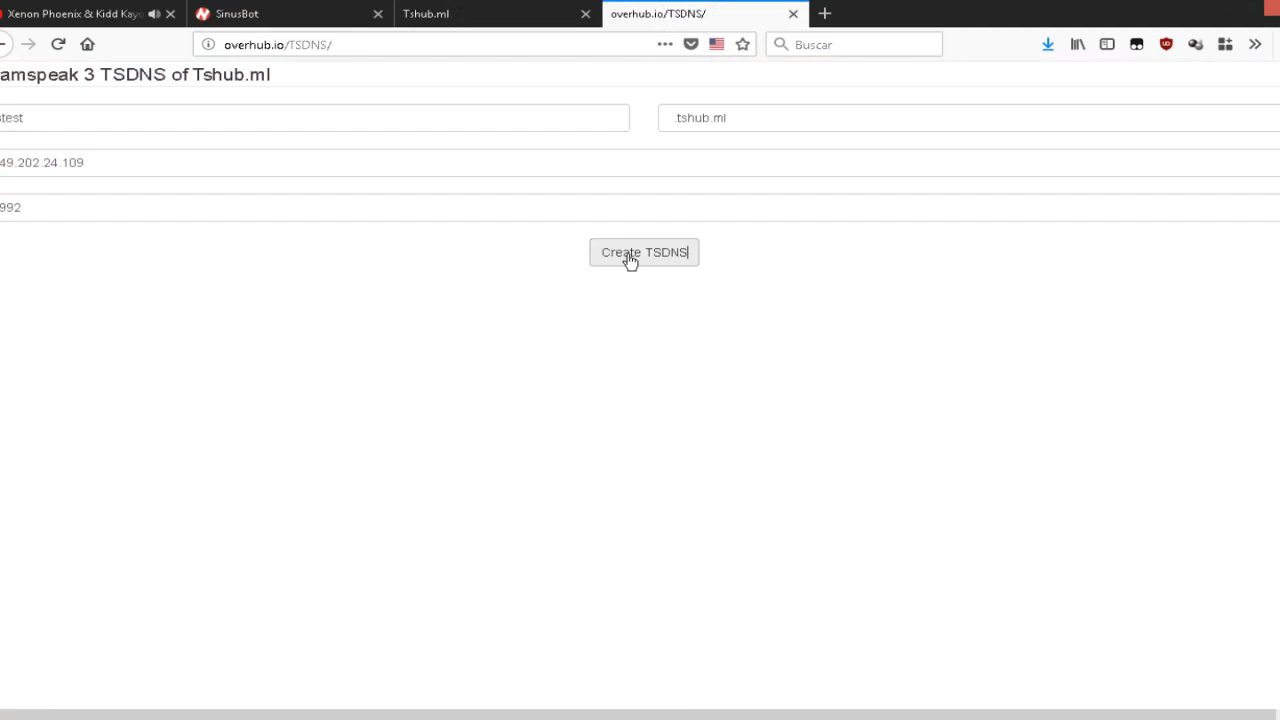 Xenon Phoenix & Kidd Kayo
SinusBot
Tshub.ml
overhub.io/TSDNS/
overhub.io/TSDNS/
Buscar
amspeak 3 TSDNS of Tshub.ml
test
.tshub.ml
49.202.24.109
992
Create TSDNS